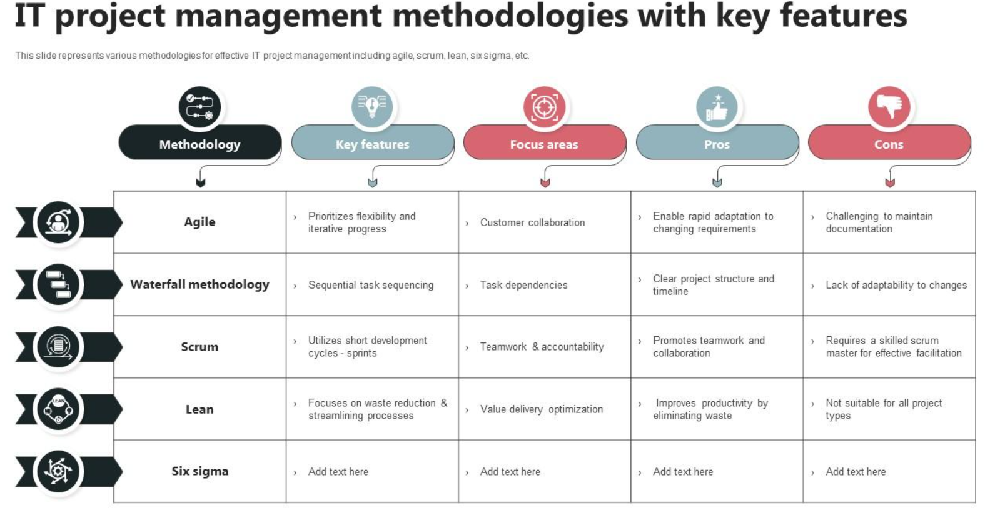 IT project management methodologies with key features
This slide represents various methodologies for effective IT project management including agile, scrum, lean, six sigma, etc.
Methodology
Key features
Focus areas
Pros
Cons
Agile
› Prioritizes flexibility and
iterative progress
› Customer collaboration
› Enable rapid adaptation to
changing requirements
› Challenging to maintain
documentation
Waterfall methodology
› Sequential task sequencing
› Task dependencies
› Clear project structure and
timeline
› Lack of adaptability to changes
Scrum
› Utilizes short development
cycles - sprints
› Teamwork & accountability
› Promotes teamwork and
collaboration
› Requires a skilled scrum
master for effective facilitation
LEAN
Lean
› Focuses on waste reduction &
streamlining processes
› Value delivery optimization
› Improves productivity by
eliminating waste
› Not suitable for all project
types
Six sigma
› Add text here
› Add text here
› Add text here
› Add text here